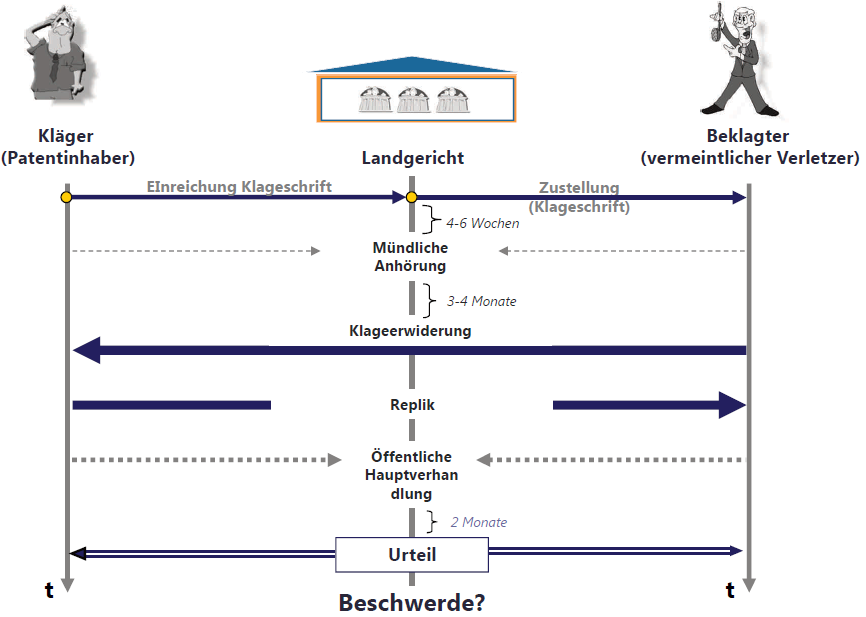 Kläger
(Patentinhaber)
Landgericht
Beklagter
(vermeintlicher Verletzer)
EInreichung Klageschrift
Zustellung
(Klageschrift)
4-6 Wochen
Mündliche
Anhörung
3-4 Monate
Klageerwiderung
Replik
Öffentliche
Hauptverhan
dlung
2 Monate
Urteil
t
t
Beschwerde?